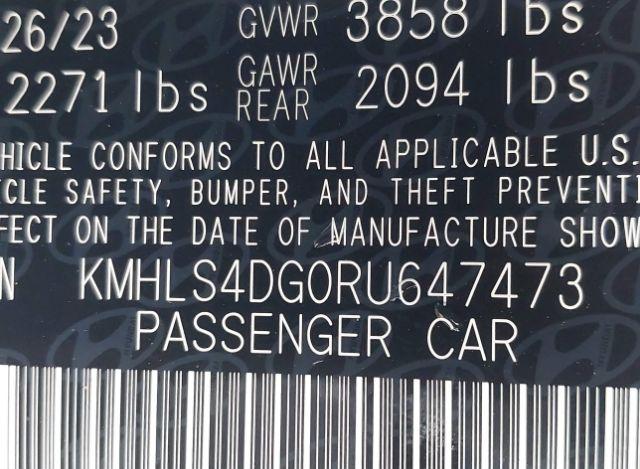 26/23 GVWR 3858 lbs
2271 lbs GAWR REAR 2094 lbs
HICLE CONFORMS TO ALL APPLICABLE U.S.
ICLE SAFETY, BUMPER, AND THEFT PREVENTI
FECT ON THE DATE OF MANUFACTURE SHOW
N KMHLS4DG0RU647473
PASSENGER CAR